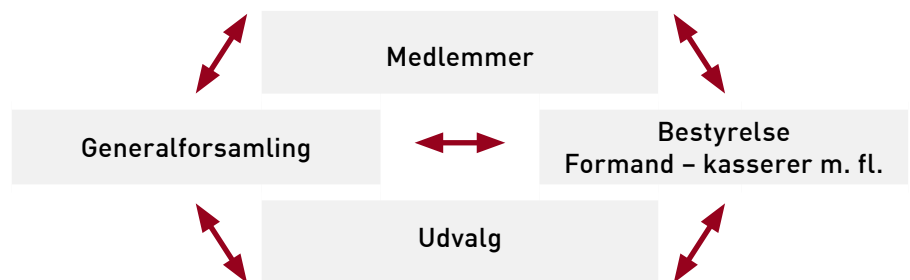 Medlemmer
Generalforsamling
Bestyrelse
Formand – kasserer m. fl.
Udvalg